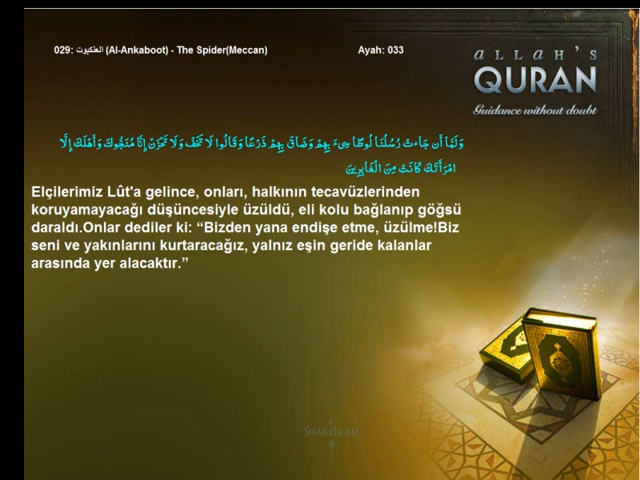 029: العنكبوت (Al-Ankaboot) - The Spider(Meccan) Ayah: 033
ALLAH'S
QURAN
Guidance without doubt
وَلَمَّا أَن جَاءَتْ رُسُلُنَا لُوطًا سِيءَ بِهِمْ وَضَاقَ بِهِمْ ذَرْعًا وَقَالُوا لَا تَخَفْ وَلَا تَحْزَنْ إِنَّا مُنَجُّوكَ وَأَهْلَكَ إِلَّا
امْرَأَتَكَ كَانَتْ مِنَ الْغَابِرِينَ
Elçilerimiz Lût'a gelince, onları, halkının tecavüzlerinden
koruyamayacağı düşüncesiyle üzüldü, eli kolu bağlanıp göğsü
daraldı.Onlar dediler ki: “Bizden yana endişe etme, üzülme!Biz
seni ve yakınlarını kurtaracağız, yalnız eşin geride kalanlar
arasında yer alacaktır.”
SHAREISLAM